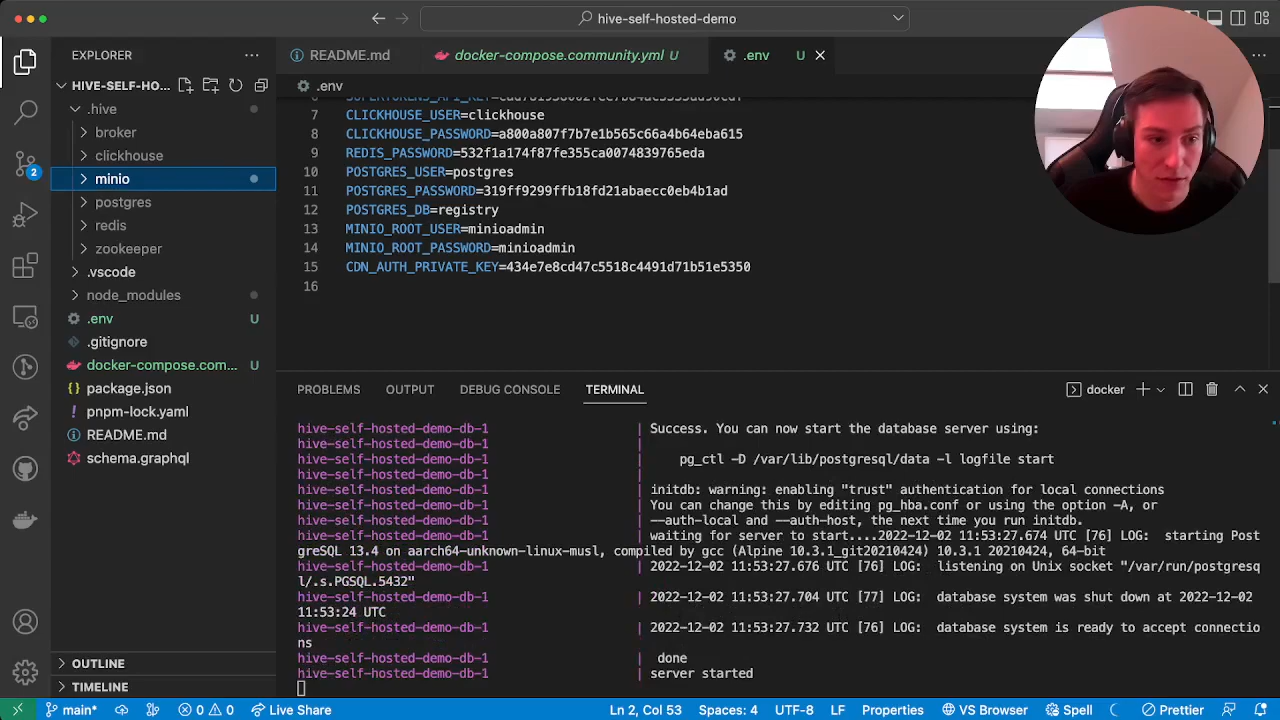 hive-self-hosted-demo
EXPLORER
README.md
docker-compose.community.yml U
.env U
HIVE-SELF-HO...
.env
.hive
broker
clickhouse
minio
postgres
redis
zookeeper
.vscode
node_modules
.env U
.gitignore
docker-compose.com... U
package.json
pnpm-lock.yaml
README.md
schema.graphql
OUTLINE
TIMELINE
7 CLICKHOUSE_USER=clickhouse
8 CLICKHOUSE_PASSWORD=a800a807f7b7e1b565c66a4b64eba615
9 REDIS_PASSWORD=532f1a174f87fe355ca0074839765eda
10 POSTGRES_USER=postgres
11 POSTGRES_PASSWORD=319ff9299ffb18fd21abaecc0eb4b1ad
12 POSTGRES_DB=registry
13 MINIO_ROOT_USER=minioadmin
14 MINIO_ROOT_PASSWORD=minioadmin
15 CDN_AUTH_PRIVATE_KEY=434e7e8cd47c5518c4491d71b51e5350
16
PROBLEMS OUTPUT DEBUG CONSOLE TERMINAL
docker
hive-self-hosted-demo-db-1 | Success. You can now start the database server using:
hive-self-hosted-demo-db-1 |
hive-self-hosted-demo-db-1 | pg_ctl -D /var/lib/postgresql/data -l logfile start
hive-self-hosted-demo-db-1 |
hive-self-hosted-demo-db-1 | initdb: warning: enabling "trust" authentication for local connections
hive-self-hosted-demo-db-1 | You can change this by editing pg_hba.conf or using the option -A, or
hive-self-hosted-demo-db-1 | --auth-local and --auth-host, the next time you run initdb.
hive-self-hosted-demo-db-1 | waiting for server to start....2022-12-02 11:53:27.674 UTC [76] LOG:  starting Post
greSQL 13.4 on aarch64-unknown-linux-musl, compiled by gcc (Alpine 10.3.1_git20210424) 10.3.1 20210424, 64-bit
hive-self-hosted-demo-db-1 | 2022-12-02 11:53:27.676 UTC [76] LOG:  listening on Unix socket "/var/run/postgresq
l/.s.PGSQL.5432"
hive-self-hosted-demo-db-1 | 2022-12-02 11:53:27.704 UTC [77] LOG:  database system was shut down at 2022-12-02
11:53:24 UTC
hive-self-hosted-demo-db-1 | 2022-12-02 11:53:27.732 UTC [76] LOG:  database system is ready to accept connectio
ns
hive-self-hosted-demo-db-1 | done
hive-self-hosted-demo-db-1 | server started
2
main* 0 0 Live Share Ln 2, Col 53 Spaces: 4 UTF-8 LF Properties VS Browser Spell Prettier